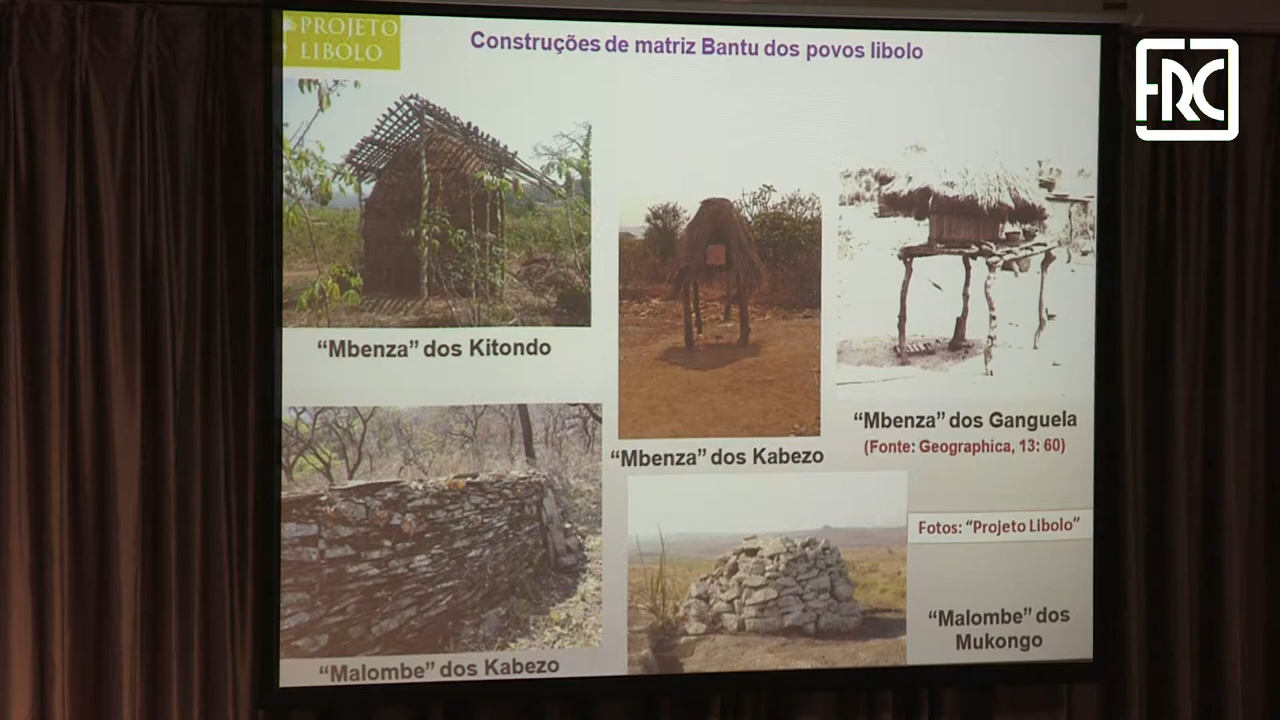 PROJETO
LIBOLO
Construções de matriz Bantu dos povos libolo
FRC
“Mbenza” dos Kitondo
“Mbenza” dos Kabezo
“Mbenza” dos Ganguela
(Fonte: Geographica, 13: 60)
Fotos: “Projeto Libolo”
“Malombe” dos Kabezo
“Malombe” dos
Mukongo